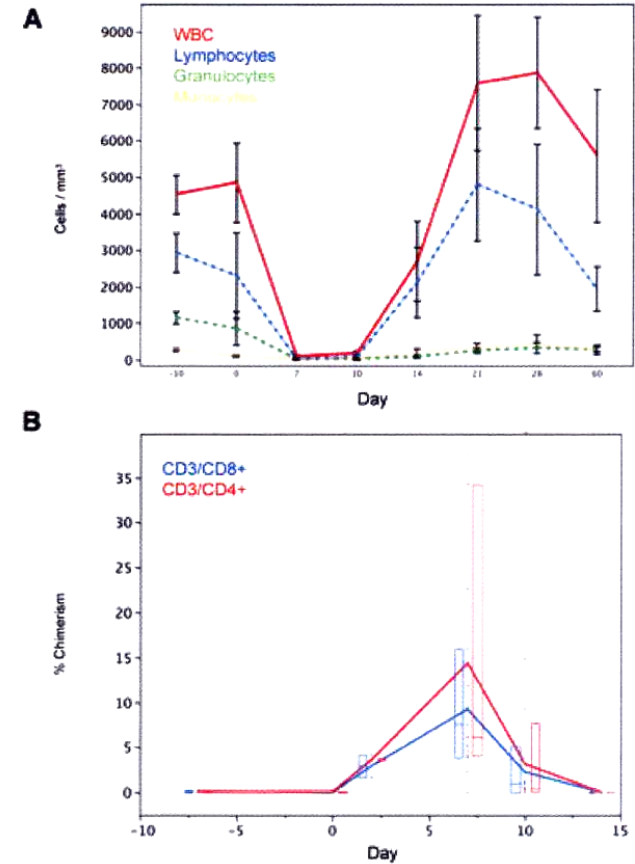 A
WBC
Lymphocytes
Granulocytes
9000
8000
7000
6000
5000
4000
3000
2000
1000
0
Cells / mm³
-10
0
7
10
14
21
28
60
Day
B
CD3/CD8+
CD3/CD4+
35
30
25
20
15
10
5
0
% Chimerism
-10
-5
0
5
10
15
Day